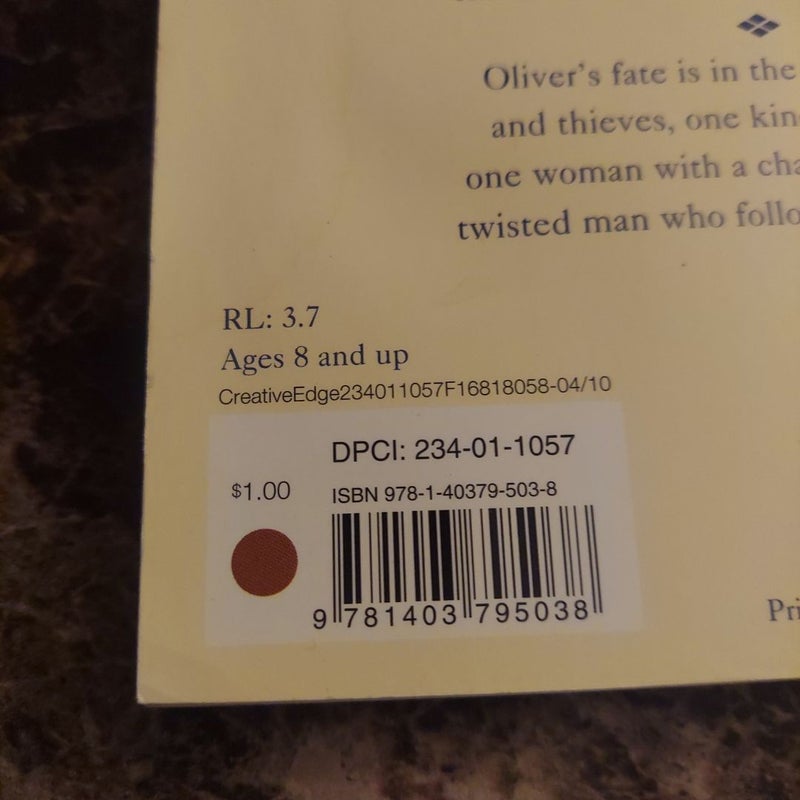 Oliver's fate is in the
and thieves, one kin
one woman with a cha
twisted man who follo
RL: 3.7
Ages 8 and up
CreativeEdge234011057F16818058-04/10
DPCI: 234-01-1057
$1.00
ISBN 978-1-40379-503-8
9 781403 795038
Pri